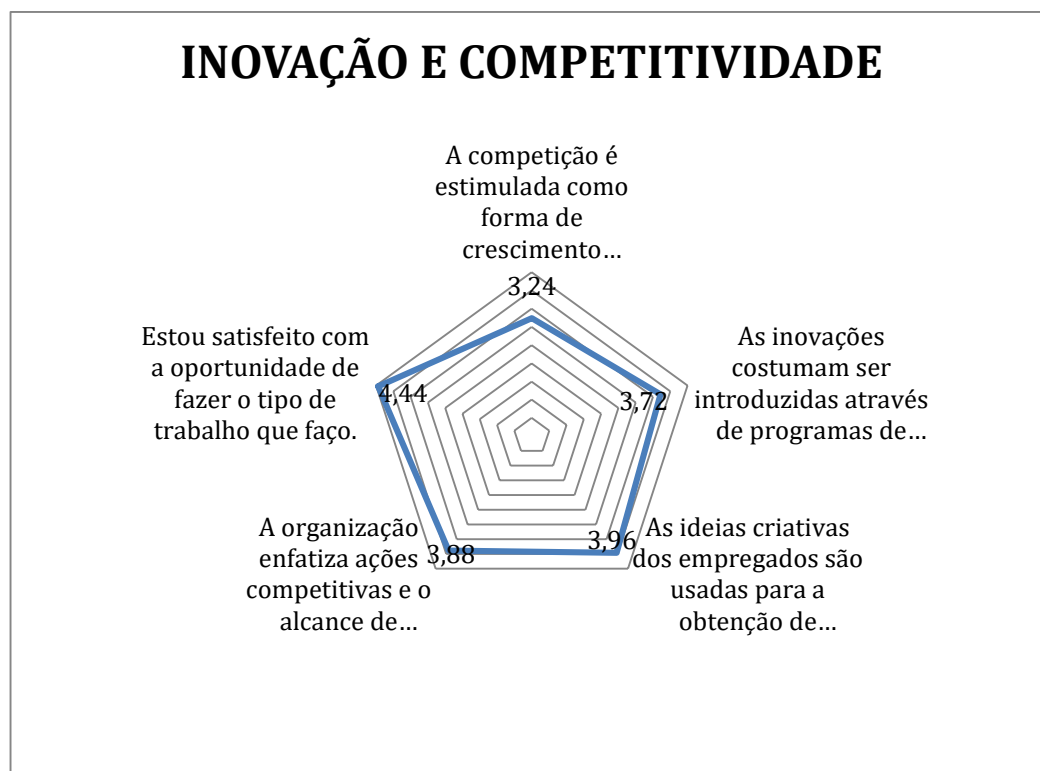 INOVAÇÃO E COMPETITIVIDADE
A competição é
estimulada como
forma de
crescimento…
3,24
As inovações
costumam ser
introduzidas através
de programas de…
3,72
As ideias criativas
dos empregados são
usadas para a
obtenção de…
3,96
A organização
enfatiza ações
competitivas e o
alcance de…
3,88
Estou satisfeito com
a oportunidade de
fazer o tipo de
trabalho que faço.
4,44